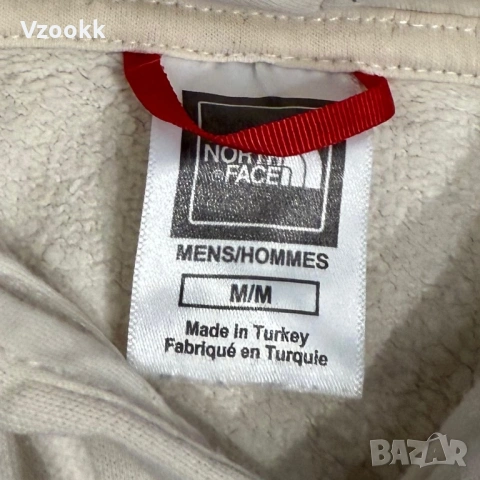 Vzookk
NORTH
FACE
MENS/HOMMES
M/M
Made in Turkey
Fabriqué en Turquie
BAZAR